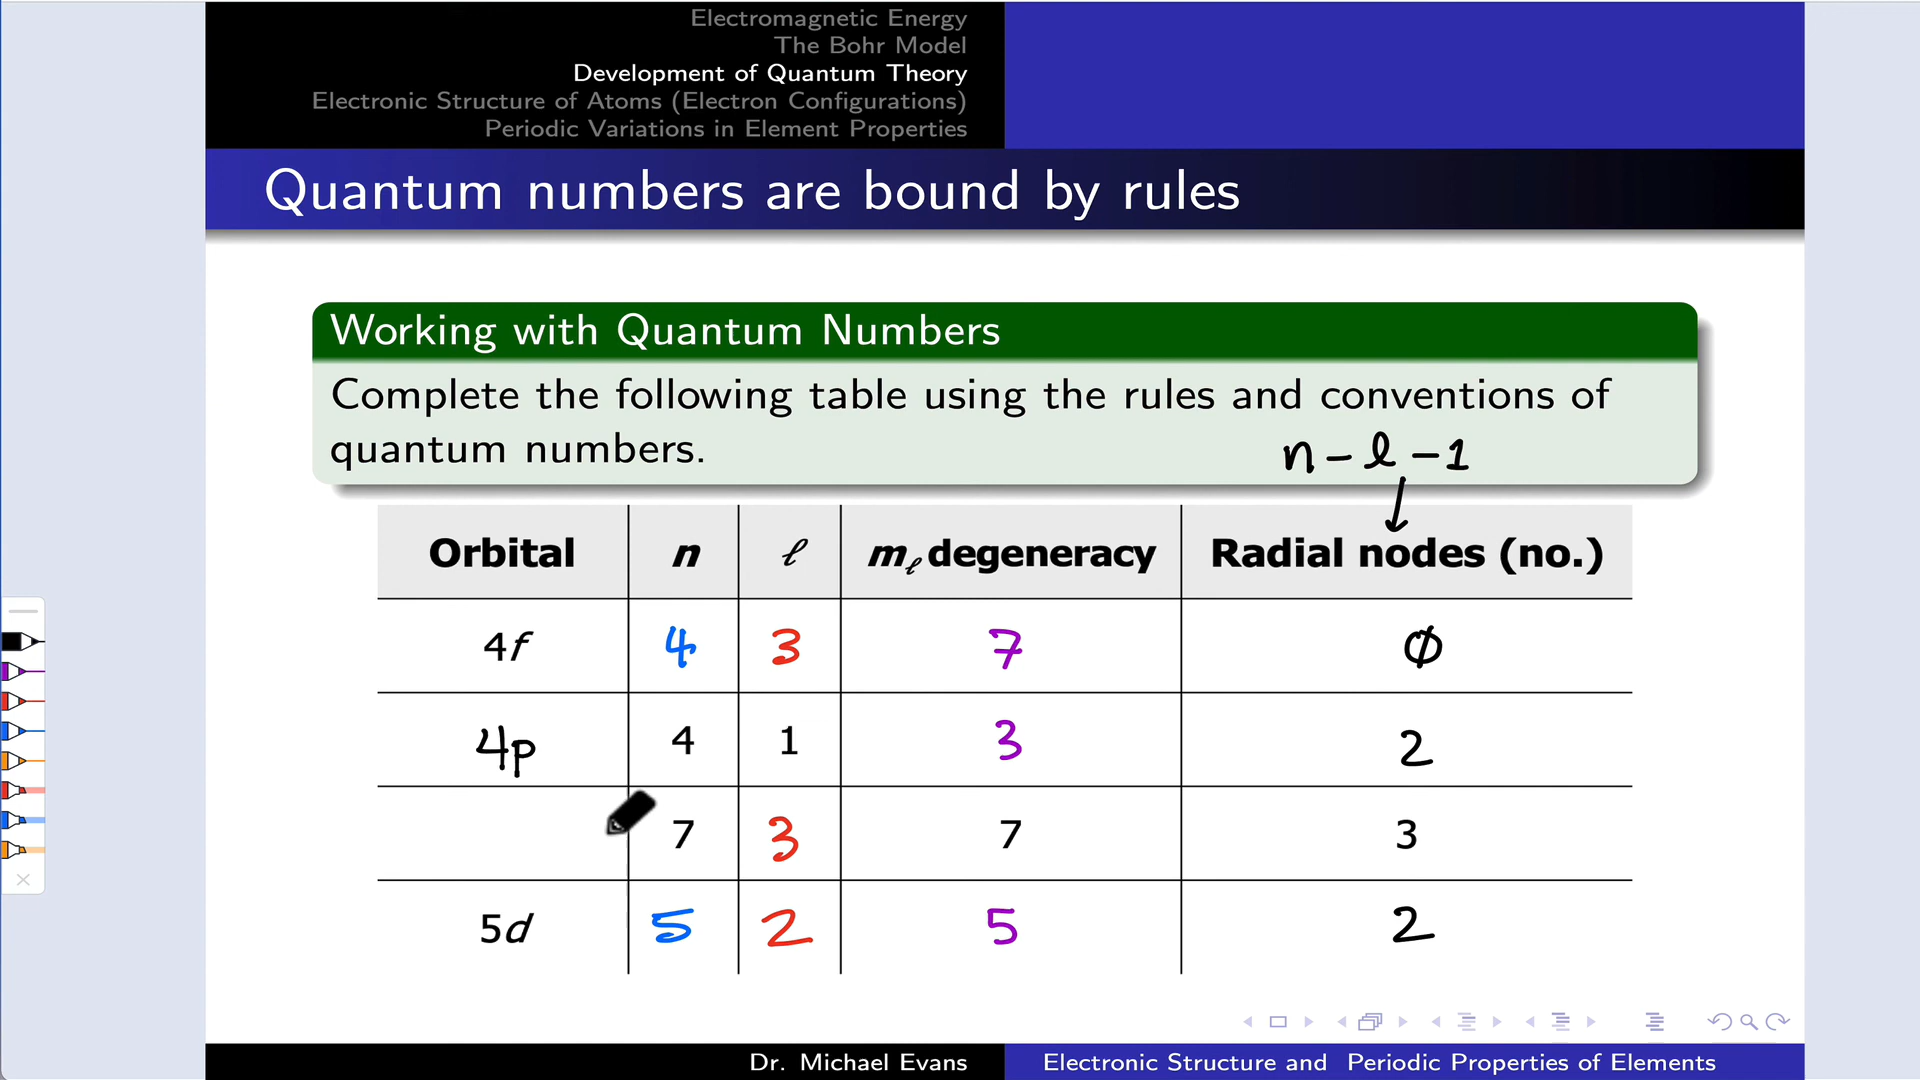 Electromagnetic Energy
The Bohr Model
Development of Quantum Theory
Electronic Structure of Atoms (Electron Configurations)
Periodic Variations in Element Properties
Quantum numbers are bound by rules
Working with Quantum Numbers
Complete the following table using the rules and conventions of
quantum numbers.
n - ℓ - 1
Orbital n ℓ mℓ degeneracy Radial nodes (no.)
4f 4 3 7 0
4p 4 1 3 2
7 3 7 3
5d 5 2 5 2
Dr. Michael Evans Electronic Structure and Periodic Properties of Elements